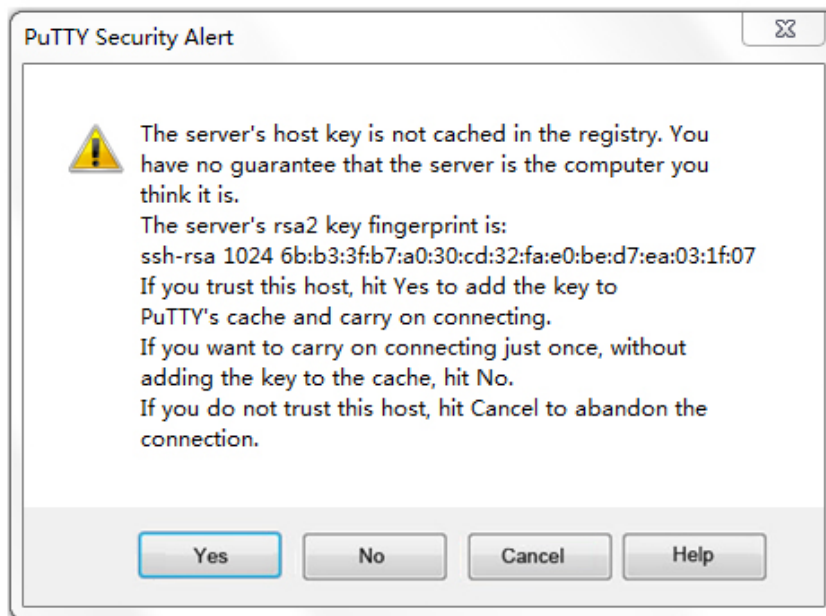 PuTTY Security Alert
The server's host key is not cached in the registry. You
have no guarantee that the server is the computer you
think it is.
The server's rsa2 key fingerprint is:
ssh-rsa 1024 6b:b3:3f:b7:a0:30:cd:32:fa:e0:be:d7:ea:03:1f:07
If you trust this host, hit Yes to add the key to
PuTTY's cache and carry on connecting.
If you want to carry on connecting just once, without
adding the key to the cache, hit No.
If you do not trust this host, hit Cancel to abandon the
connection.
Yes No Cancel Help